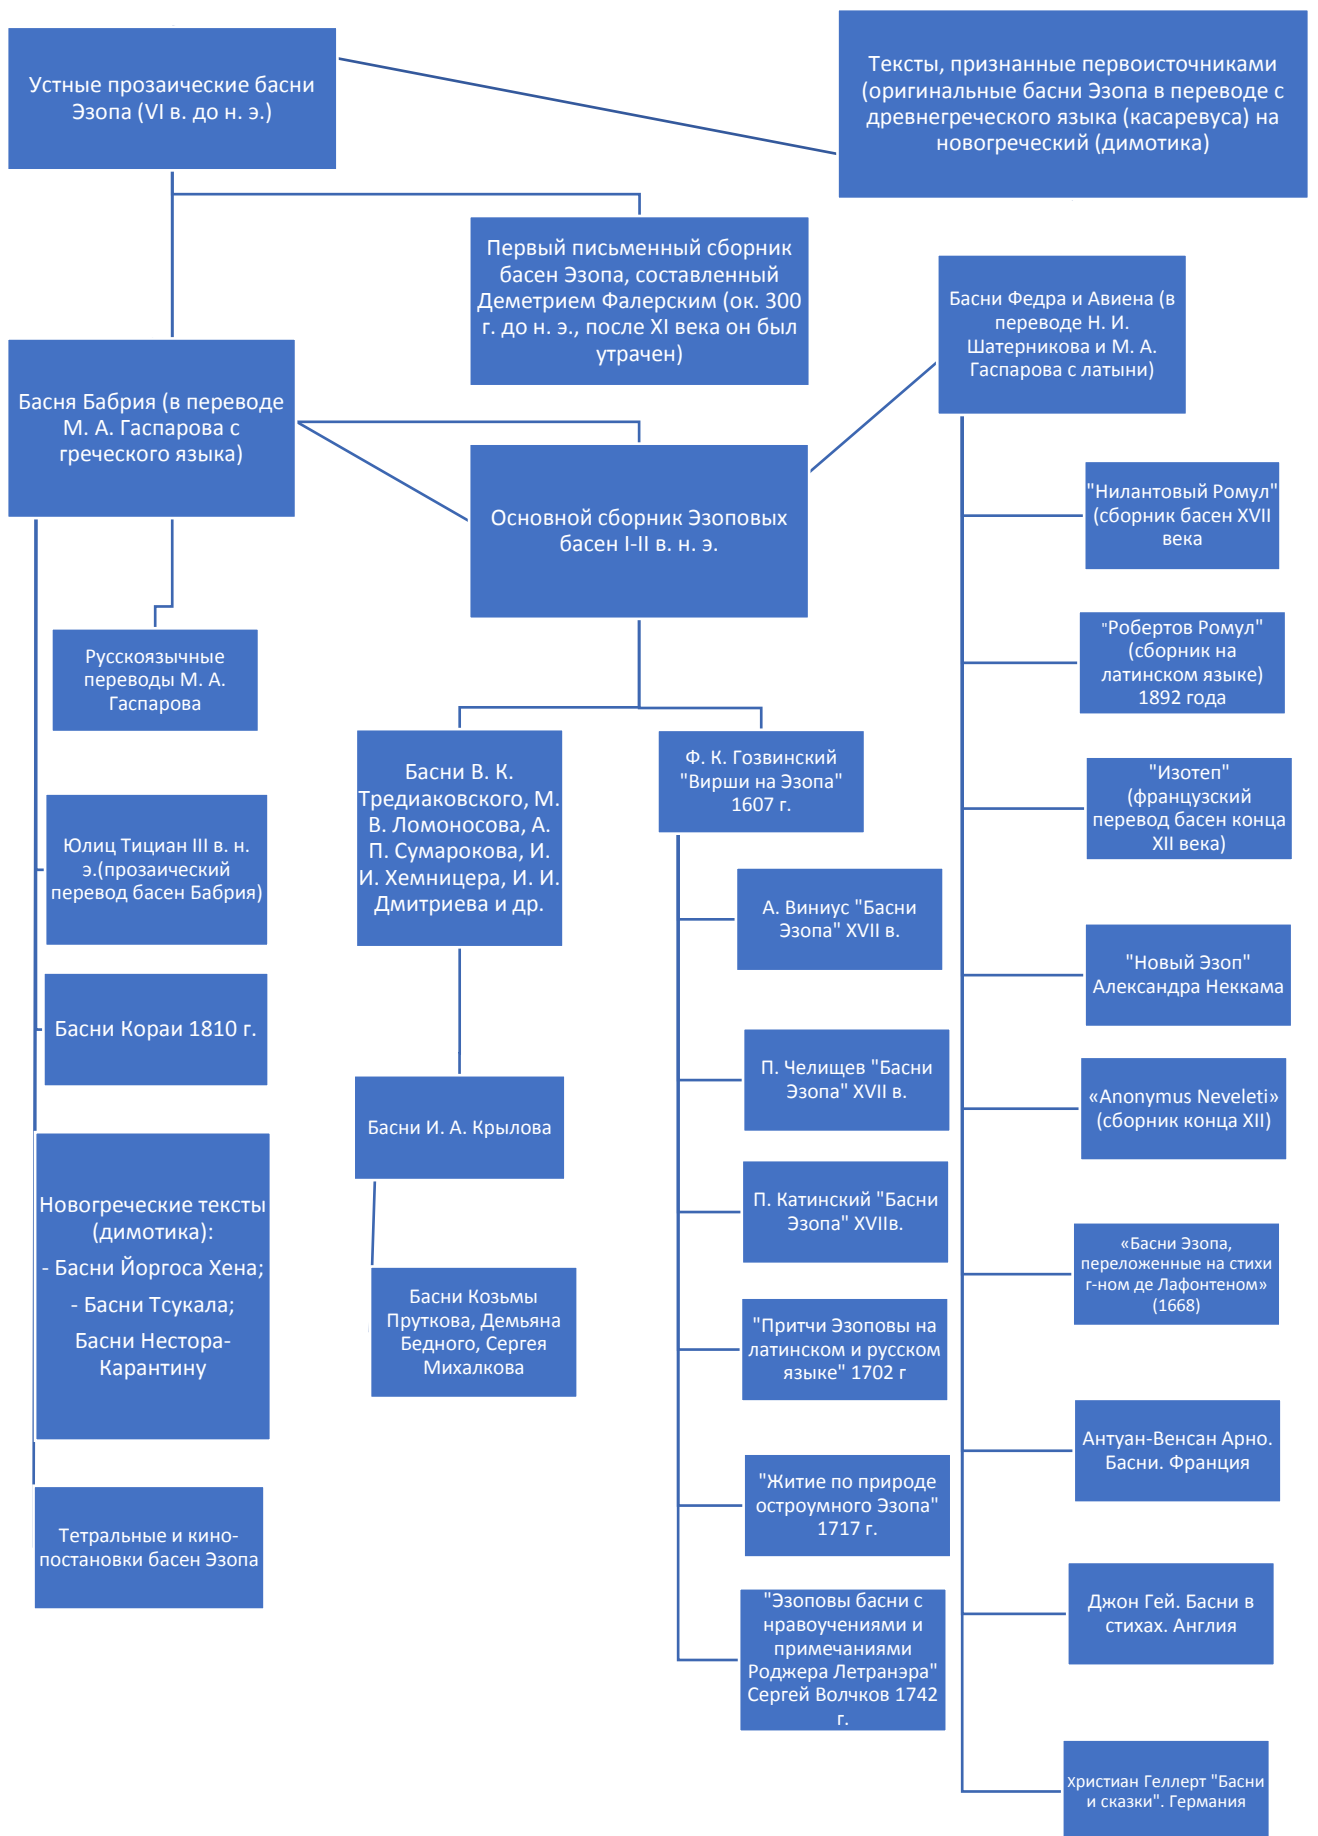 Устные прозаические басни
Эзопа (VI в. до н. э.)
Тексты, признанные первоисточниками
(оригинальные басни Эзопа в переводе с
древнегреческого языка (касаревуса) на
новогреческий (димотика)
Первый письменный сборник
басен Эзопа, составленный
Деметрием Фалерским (ок. 300
г. до н. э., после XI века он был
утрачен)
Басни Федра и Авиена (в
переводе Н. И.
Шатерникова и М. А.
Гаспарова с латыни)
Басня Бабрия (в переводе
М. А. Гаспарова с
греческого языка)
Основной сборник Эзоповых
басен I-II в. н. э.
Русскоязычные
переводы М. А.
Гаспарова
Юлиц Тициан III в. н.
э.(прозаический
перевод басен Бабрия)
Басни Кораи 1810 г.
Новогреческие тексты
(димотика):
- Басни Йоргоса Хена;
- Басни Тсукала;
Басни Нестора-
Карантину
Тетральные и кино-
постановки басен Эзопа
Басни В. К.
Тредиаковского, М.
В. Ломоносова, А.
П. Сумарокова, И.
И. Хемницера, И. И.
Дмитриева и др.
Басни И. А. Крылова
Басни Козьмы
Пруткова, Демьяна
Бедного, Сергея
Михалкова
Ф. К. Гозвинский
"Вирши на Эзопа"
1607 г.
А. Виниус "Басни
Эзопа" XVII в.
П. Челищев "Басни
Эзопа" XVII в.
П. Катинский "Басни
Эзопа" XVIIв.
"Притчи Эзоповы на
латинском и русском
языке" 1702 г
"Житие по природе
остроумного Эзопа"
1717 г.
"Эзоповы басни с
нравоучениями и
примечаниями
Роджера Летранэра"
Сергей Волчков 1742
г.
"Нилантовый Ромул"
(сборник басен XVII
века
"Робертов Ромул"
(сборник на
латинском языке)
1892 года
"Изотеп"
(французский
перевод басен конца
XII века)
"Новый Эзоп"
Александра Неккама
«Anonymus Neveleti»
(сборник конца XII)
«Басни Эзопа,
переложенные на стихи
г-ном де Лафонтеном»
(1668)
Антуан-Венсан Арно.
Басни. Франция
Джон Гей. Басни в
стихах. Англия
Христиан Геллерт "Басни
и сказки". Германия